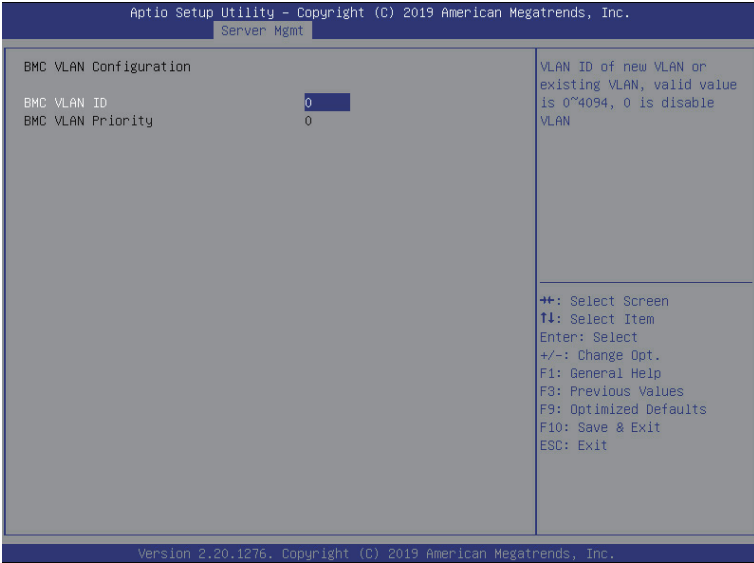 Aptio Setup Utility – Copyright (C) 2019 American Megatrends, Inc.
Server Mgmt
BMC VLAN Configuration
BMC VLAN ID 0
BMC VLAN Priority 0
VLAN ID of new VLAN or
existing VLAN, valid value
is 0~4094, 0 is disable
VLAN
→←: Select Screen
↑↓: Select Item
Enter: Select
+/-: Change Opt.
F1: General Help
F3: Previous Values
F9: Optimized Defaults
F10: Save & Exit
ESC: Exit
Version 2.20.1276. Copyright (C) 2019 American Megatrends, Inc.